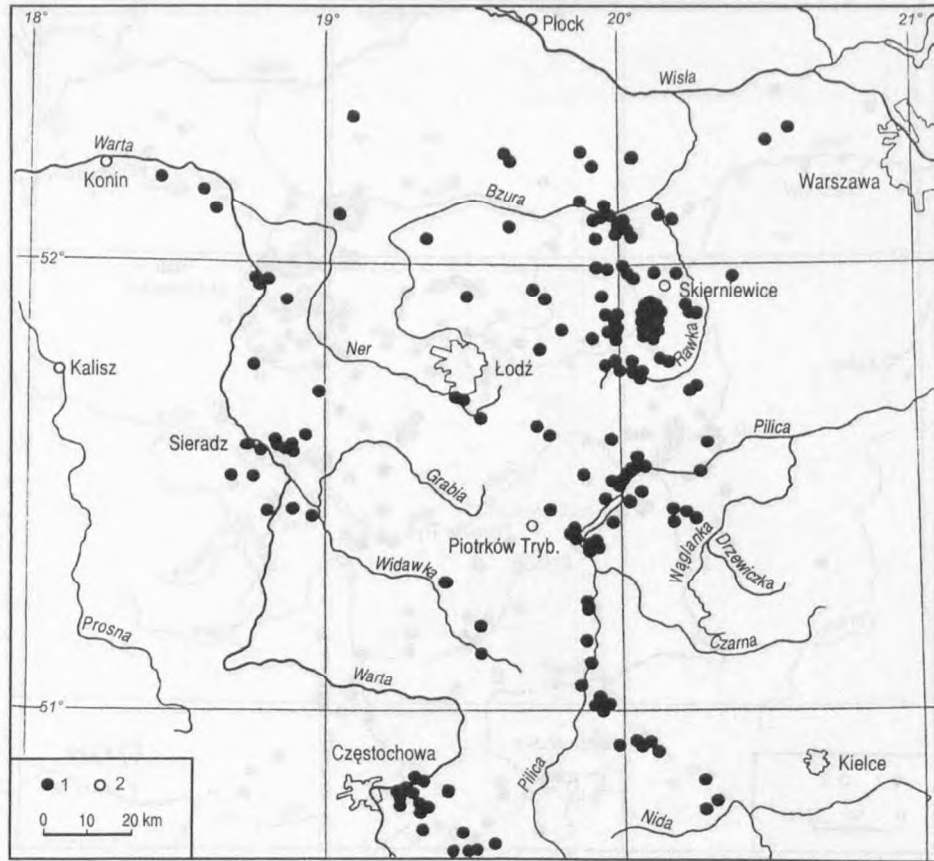 18°
19°
20°
21°
Płock
Wisła
Warta
Konin
Warszawa
Bzura
52°
Skierniewice
Rawka
Ner
Łódź
Kalisz
Sieradz
Pilica
Grabia
Piotrków Tryb.
Wąglanka
Drzewiczka
Widawka
Prosna
Czarna
Warta
51°
Częstochowa
Pilica
Kielce
Nida
1 2
0 10 20 km